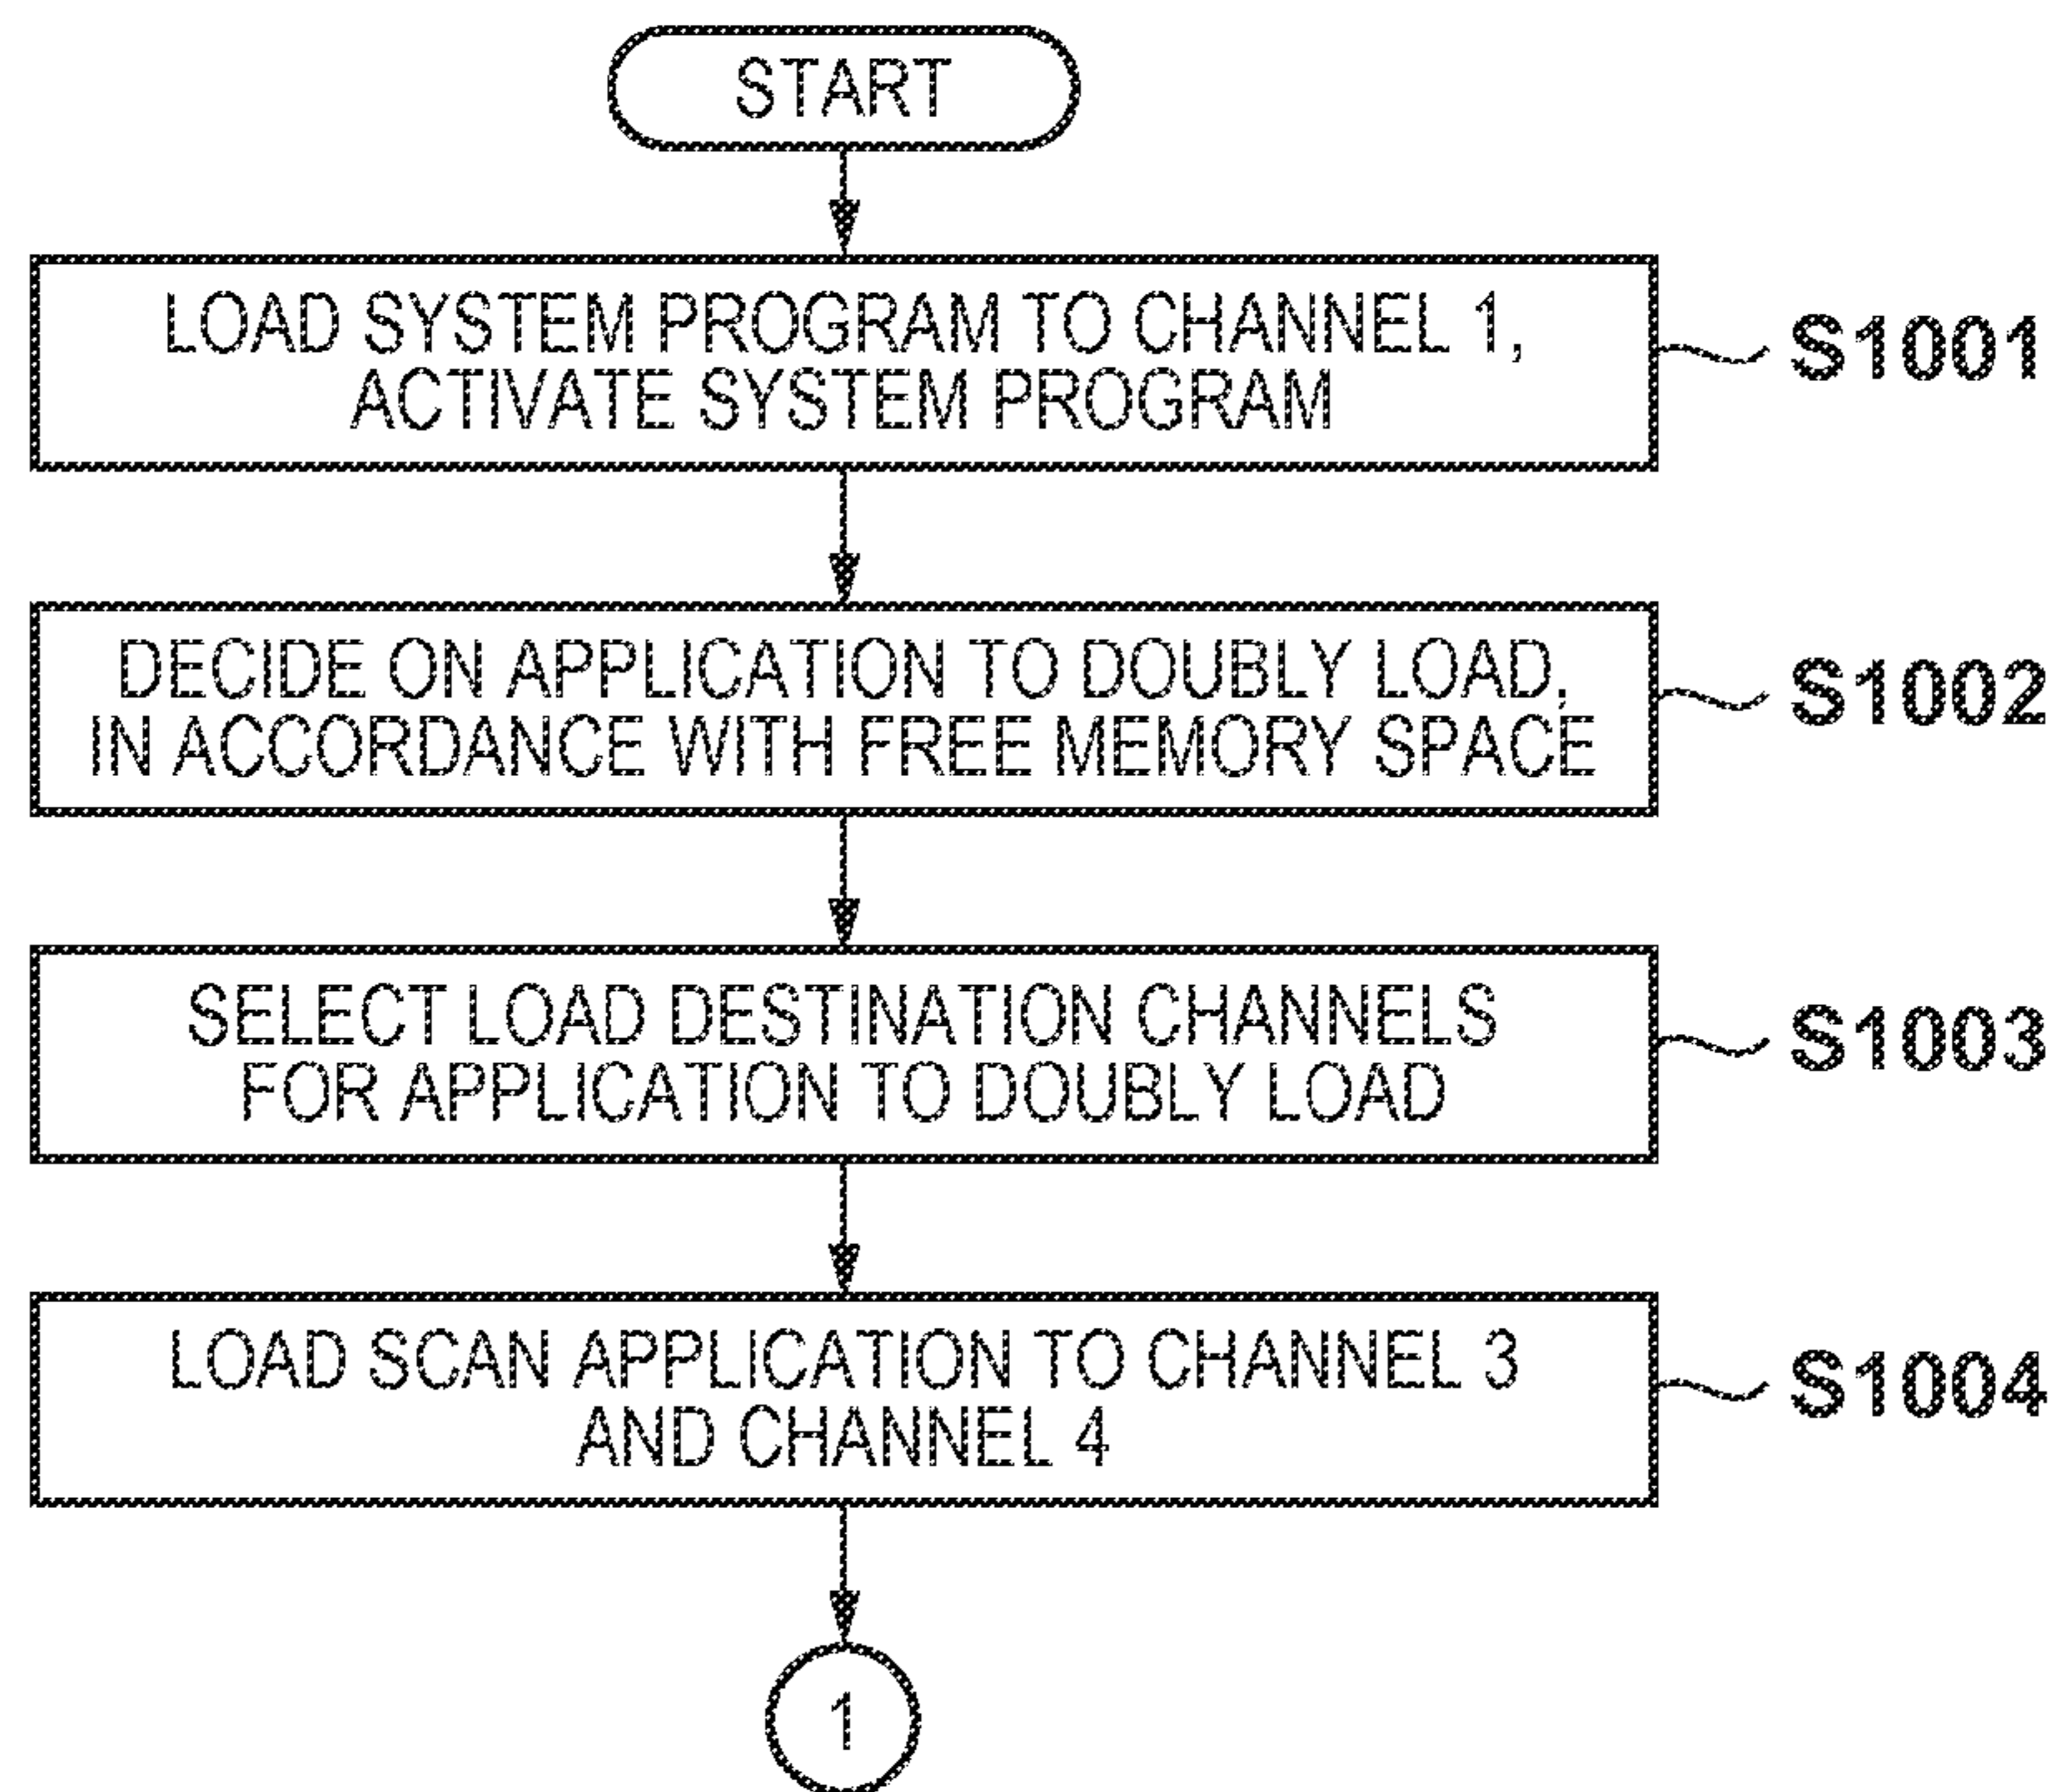 START
LOAD SYSTEM PROGRAM TO CHANNEL 1,
ACTIVATE SYSTEM PROGRAM
S1001
DECIDE ON APPLICATION TO DOUBLY LOAD,
IN ACCORDANCE WITH FREE MEMORY SPACE
S1002
SELECT LOAD DESTINATION CHANNELS
FOR APPLICATION TO DOUBLY LOAD
S1003
LOAD SCAN APPLICATION TO CHANNEL 3
AND CHANNEL 4
S1004
1